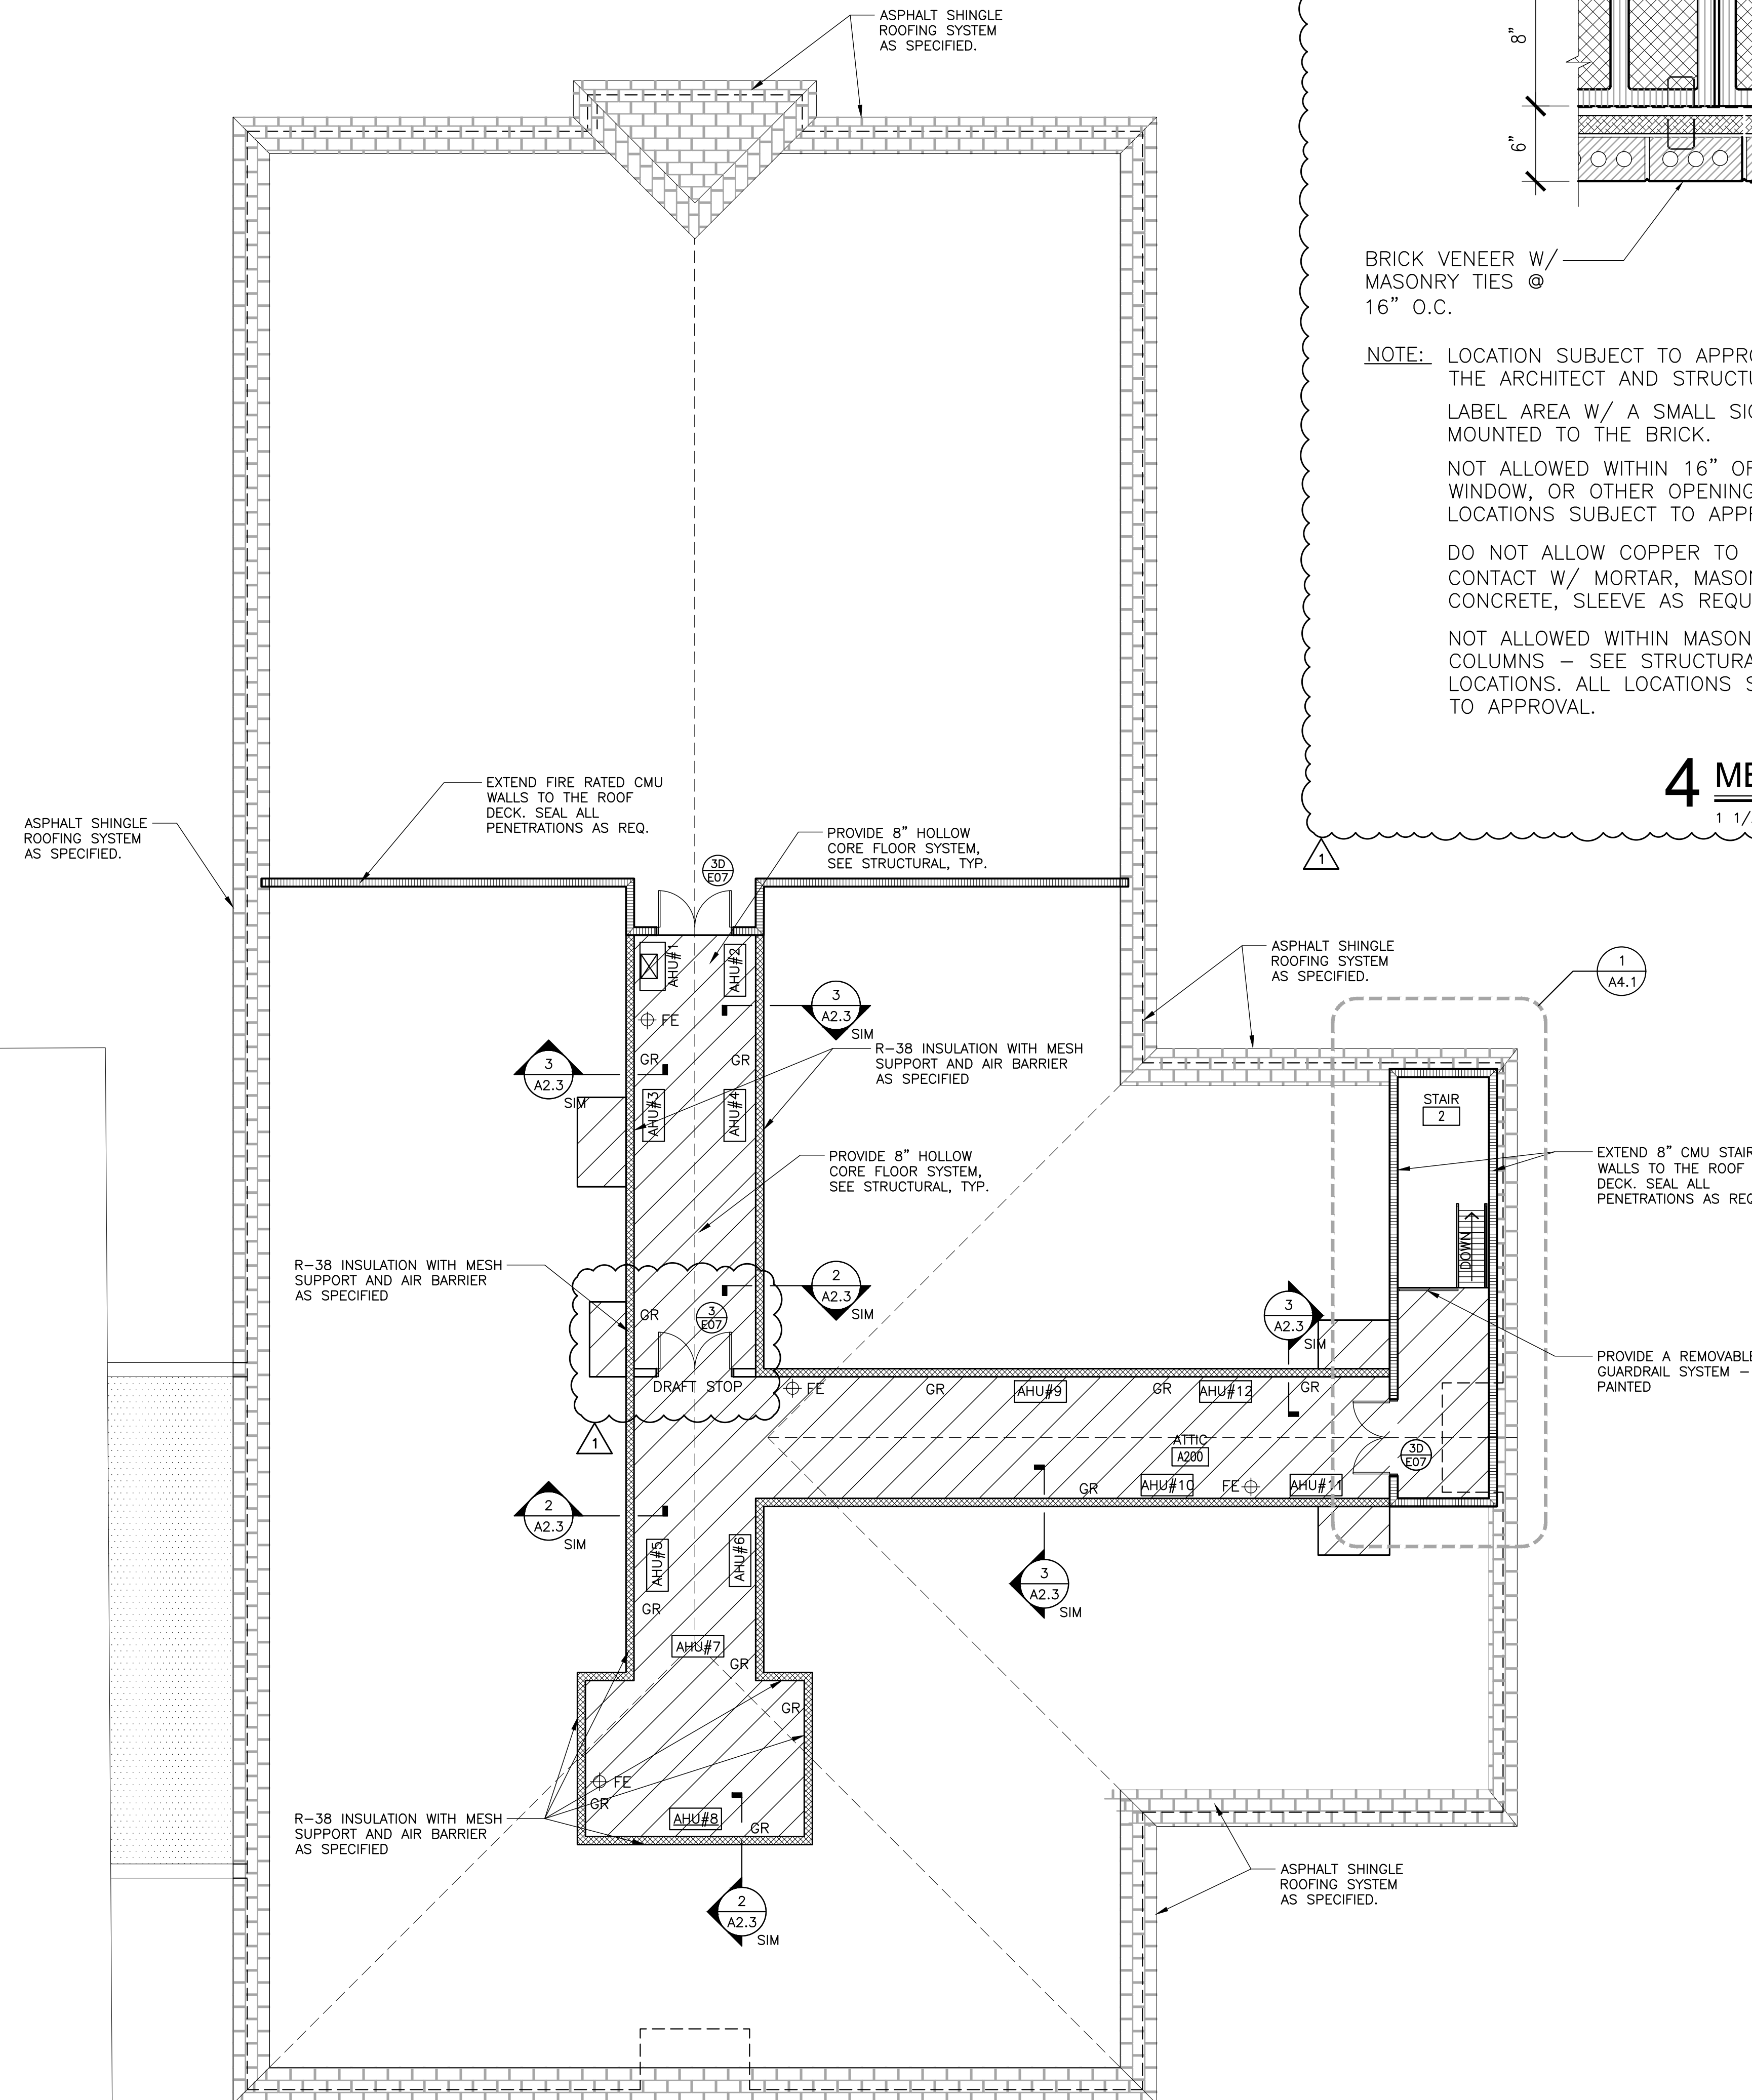 ASPHALT SHINGLE
ROOFING SYSTEM
AS SPECIFIED.
8"
6"
BRICK VENEER W/
MASONRY TIES @
16" O.C.
NOTE: LOCATION SUBJECT TO
THE ARCHITECT AND
LABEL AREA W/ A SMALL
MOUNTED TO THE BRICK.
NOT ALLOWED WITHIN 16"
WINDOW, OR OTHER
LOCATIONS SUBJECT TO
DO NOT ALLOW COPPER TO
CONTACT W/ MORTAR,
CONCRETE, SLEEVE AS
NOT ALLOWED WITHIN
COLUMNS – SEE
LOCATIONS. ALL LOCATIONS
TO APPROVAL.
4
1
EXTEND FIRE RATED CMU
WALLS TO THE ROOF
DECK. SEAL ALL
PENETRATIONS AS REQ.
ASPHALT SHINGLE
ROOFING SYSTEM
AS SPECIFIED.
PROVIDE 8" HOLLOW
CORE FLOOR SYSTEM,
SEE STRUCTURAL, TYP.
3D
E07
AHU#1
AHU#2
FE
GR
GR
3
A2.3
SIM
ASPHALT SHINGLE
ROOFING SYSTEM
AS SPECIFIED.
1
A4.1
3
A2.3
SIM
R-38 INSULATION WITH MESH
SUPPORT AND AIR BARRIER
AS SPECIFIED
AHU#3
AHU#4
STAIR
2
PROVIDE 8" HOLLOW
CORE FLOOR SYSTEM,
SEE STRUCTURAL, TYP.
EXTEND 8" CMU STAIR
WALLS TO THE ROOF
DECK. SEAL ALL
PENETRATIONS AS
DOWN
R-38 INSULATION WITH MESH
SUPPORT AND AIR BARRIER
AS SPECIFIED
2
A2.3
SIM
GR
3
E07
3
A2.3
SIM
DRAFT STOP
FE
GR
AHU#9
GR
AHU#12
GR
PROVIDE A REMOVABLE
GUARDRAIL SYSTEM –
PAINTED
1
ATTIC
A200
3D
E07
GR
AHU#10
FE
AHU#11
2
A2.3
SIM
AHU#5
AHU#6
3
A2.3
SIM
GR
AHU#7
GR
GR
FE
GR
AHU#8
GR
R-38 INSULATION WITH MESH
SUPPORT AND AIR BARRIER
AS SPECIFIED
2
A2.3
SIM
ASPHALT SHINGLE
ROOFING SYSTEM
AS SPECIFIED.